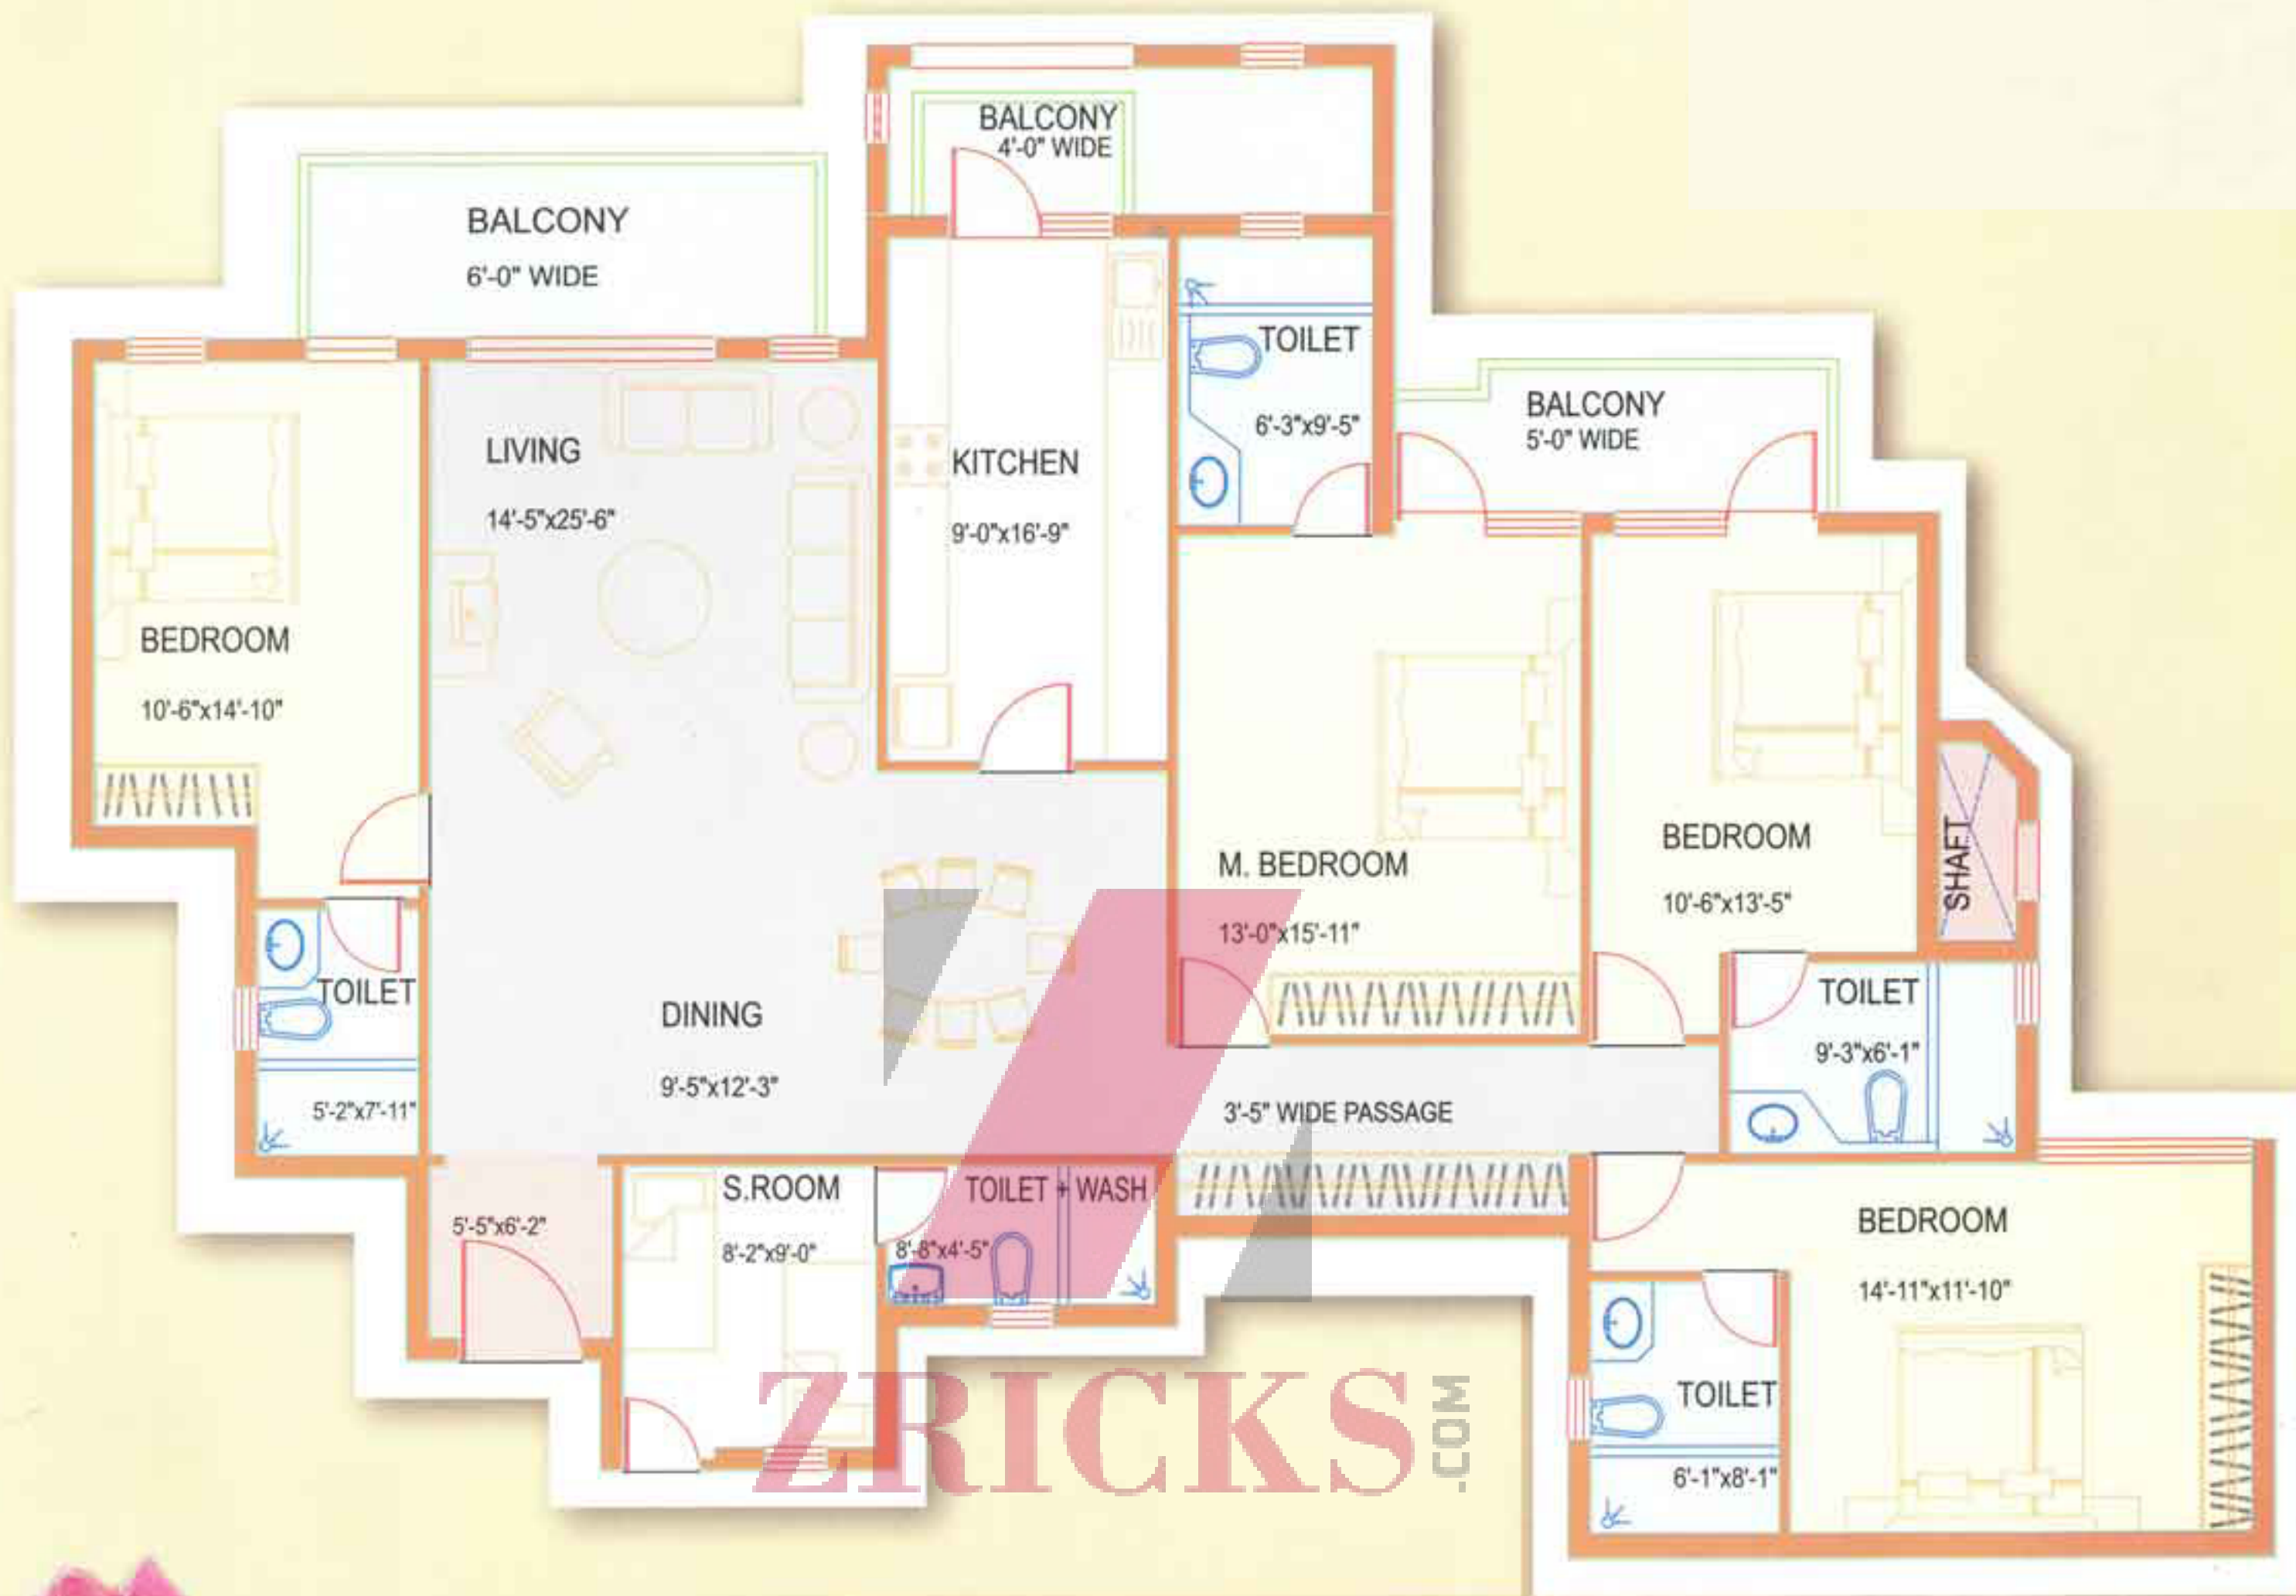 BALCONY
4'-0" WIDE
BALCONY
6'-0" WIDE
TOILET
6'-3"x9'-5"
BALCONY
5'-0" WIDE
LIVING
14'-5"x25'-6"
KITCHEN
9'-0"x16'-9"
BEDROOM
10'-6"x14'-10"
M. BEDROOM
13'-0"x15'-11"
BEDROOM
10'-6"x13'-5"
SHAFT
TOILET
5'-2"x7'-11"
DINING
9'-5"x12'-3"
TOILET
9'-3"x6'-1"
3'-5" WIDE PASSAGE
5'-5"x6'-2"
S.ROOM
8'-2"x9'-0"
TOILET + WASH
8'-8"x4'-5"
BEDROOM
14'-11"x11'-10"
TOILET
6'-1"x8'-1"
ZRICKS.COM